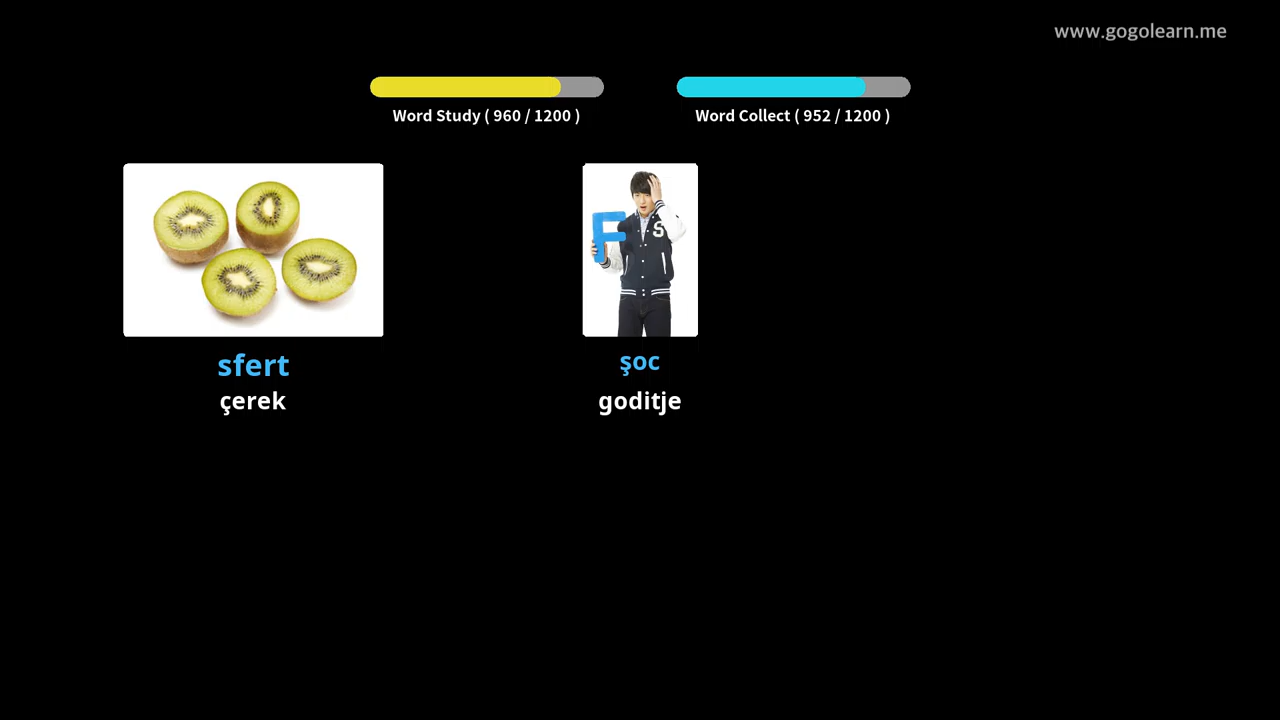 www.gogolearn.me
Word Study ( 960 / 1200 )
Word Collect ( 952 / 1200 )
F
S
sfert
çerek
şoc
goditje